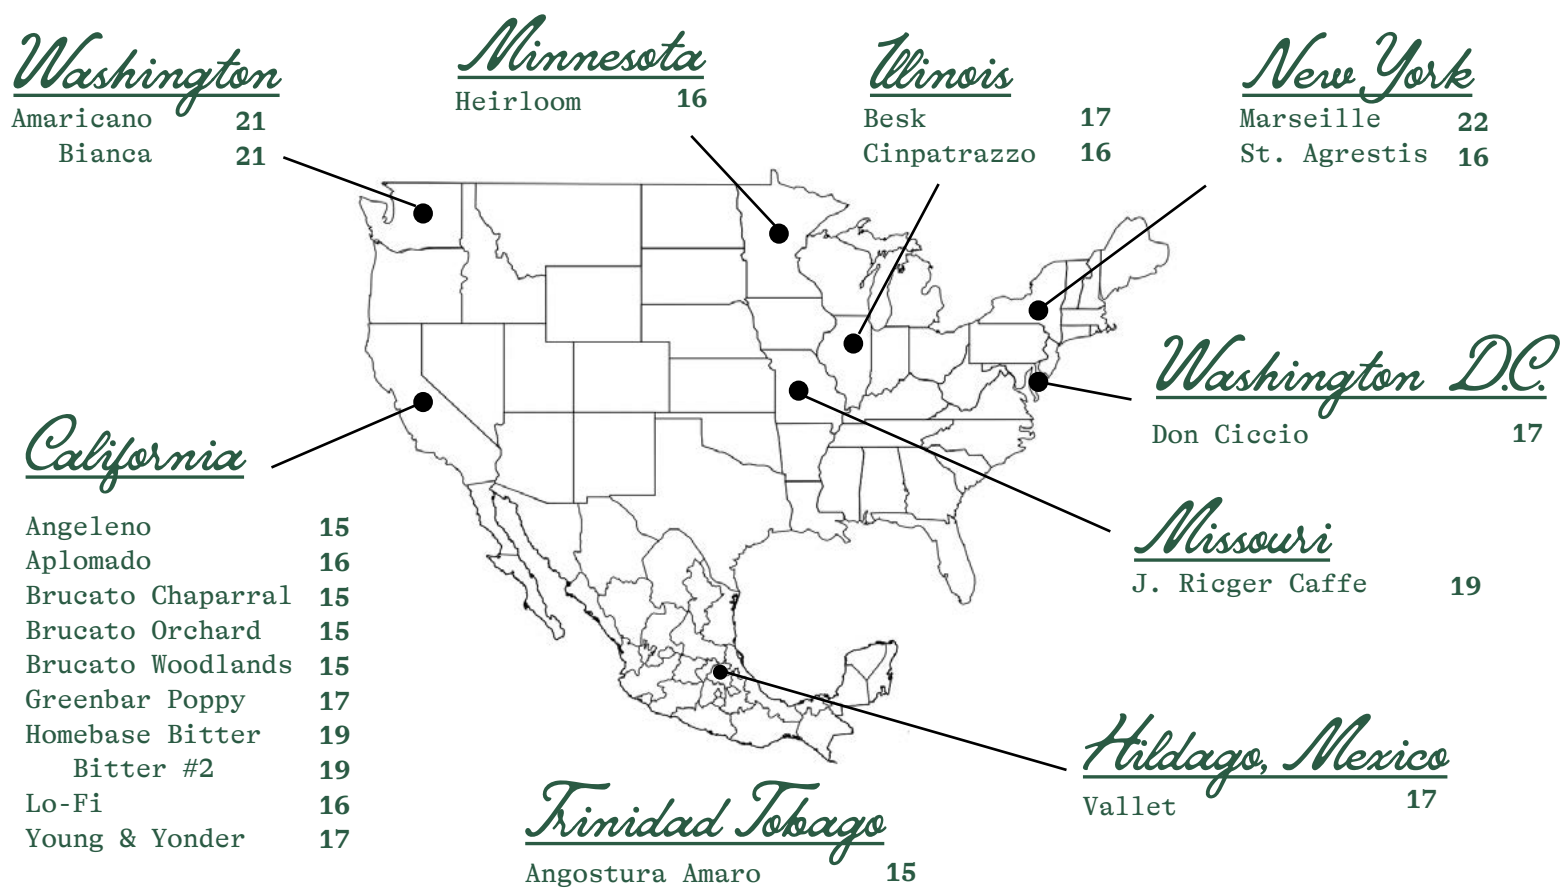 Washington
Amaricano 21
Bianca 21
Minnesota
Heirloom 16
Illinois
Besk 17
Cinpatrazzo 16
New York
Marseille 22
St. Agrestis 16
Washington D.C.
Don Ciccio 17
California
Angeleno 15
Aplomado 16
Brucato Chaparral 15
Brucato Orchard 15
Brucato Woodlands 15
Greenbar Poppy 17
Homebase Bitter 19
Bitter #2 19
Lo-Fi 16
Young & Yonder 17
Missouri
J. Ricger Caffe 19
Hildago, Mexico
Vallet 17
Trinidad Tobago
Angostura Amaro 15